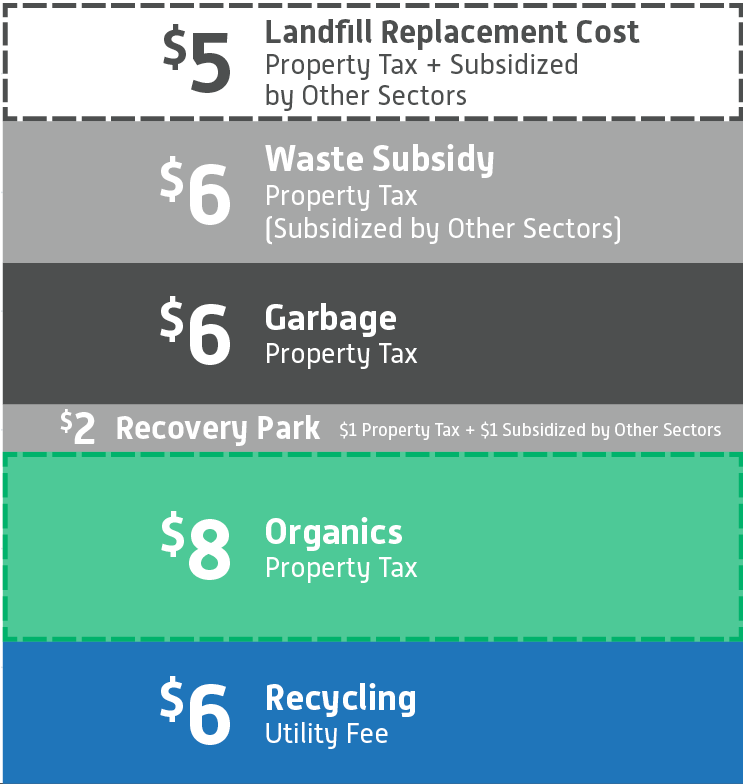 $5 Landfill Replacement Cost
Property Tax + Subsidized
by Other Sectors
$6 Waste Subsidy
Property Tax
(Subsidized by Other Sectors)
$6 Garbage
Property Tax
$2 Recovery Park $1 Property Tax + $1 Subsidized by Other Sectors
$8 Organics
Property Tax
$6 Recycling
Utility Fee